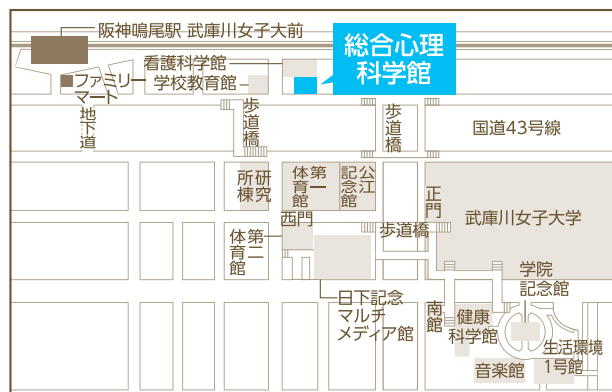 阪神鳴尾駅 武庫川女子大前
総合心理
科学館
看護科学館
ファミリー
マート
学校教育館
地下道
歩道橋
歩道橋
国道43号線
研究
所棟
第一
体育館
公江
記念館
正門
武庫川女子大学
西門
第二
体育館
歩道橋
学院
記念館
日下記念
マルチ
メディア館
南館
健康
科学館
生活環境
1号館
音楽館